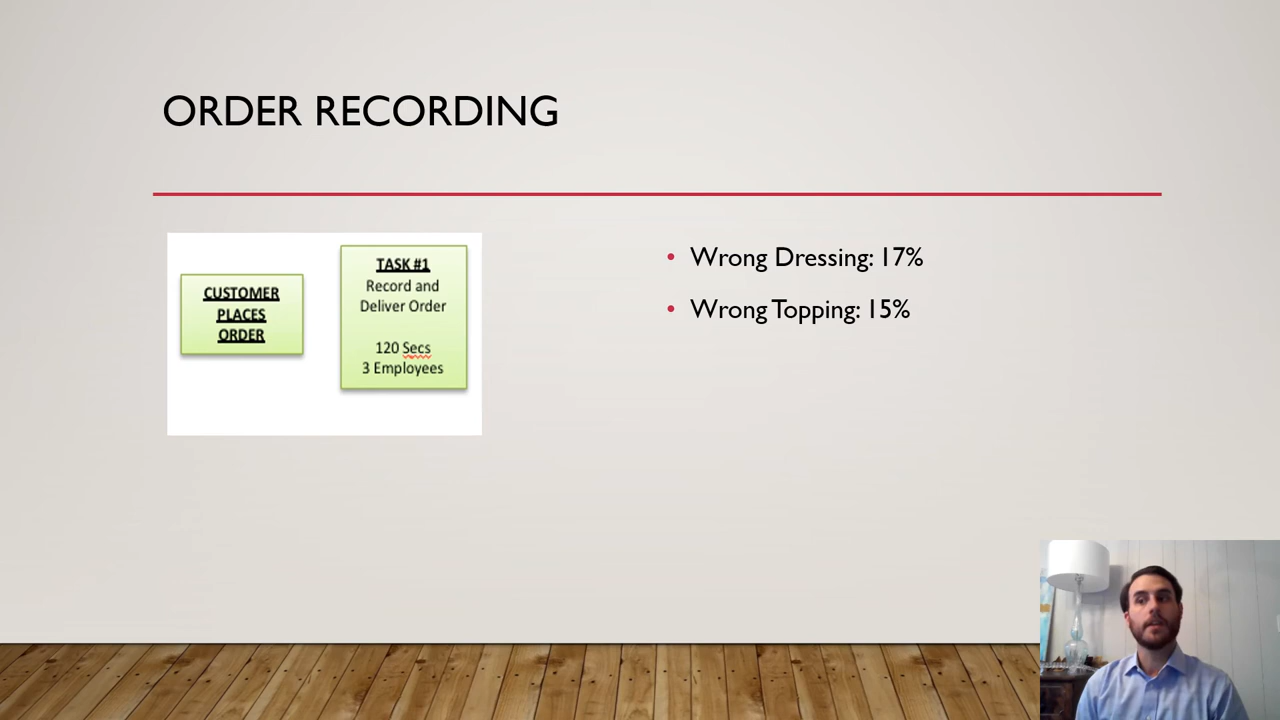 ORDER RECORDING
CUSTOMER
PLACES
ORDER
TASK #1
Record and
Deliver Order
120 Secs
3 Employees
• Wrong Dressing: 17%
• Wrong Topping: 15%